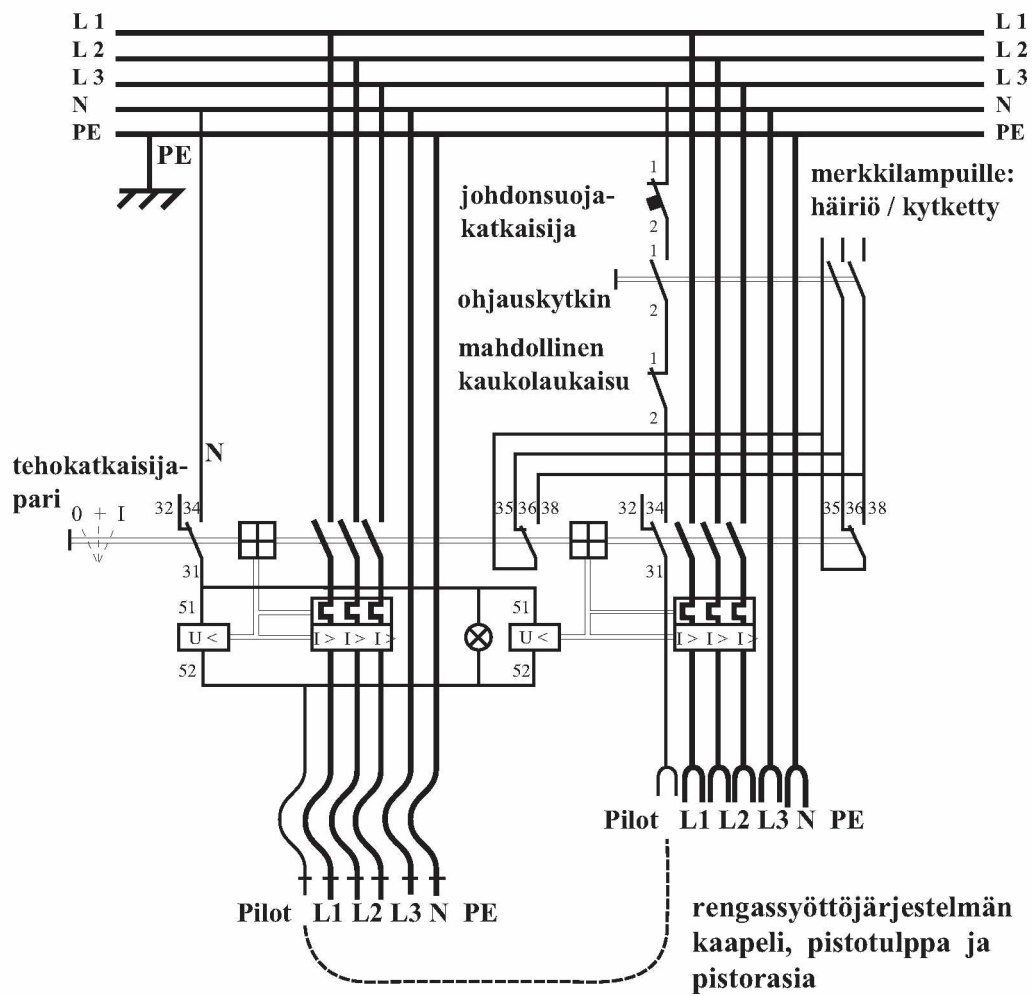 L 1
L 1
L 2
L 2
L 3
L 3
N
N
PE
PE
PE
1
johdonsuoja-
katkaisija
2
merkkilampuille:
häiriö / kytketty
1
ohjauskytkin
2
mahdollinen
kaukolaukaisu
1
2
N
tehokatkaisija-
pari
0 + I
32 34
35 36 38
32 34
35 36 38
31
31
51
51
U <
I > I > I >
U <
I > I > I >
52
52
Pilot L1 L2 L3 N PE
Pilot L1 L2 L3 N PE
rengassyöttöjärjestelmän
kaapeli, pistotulppa ja
pistorasia